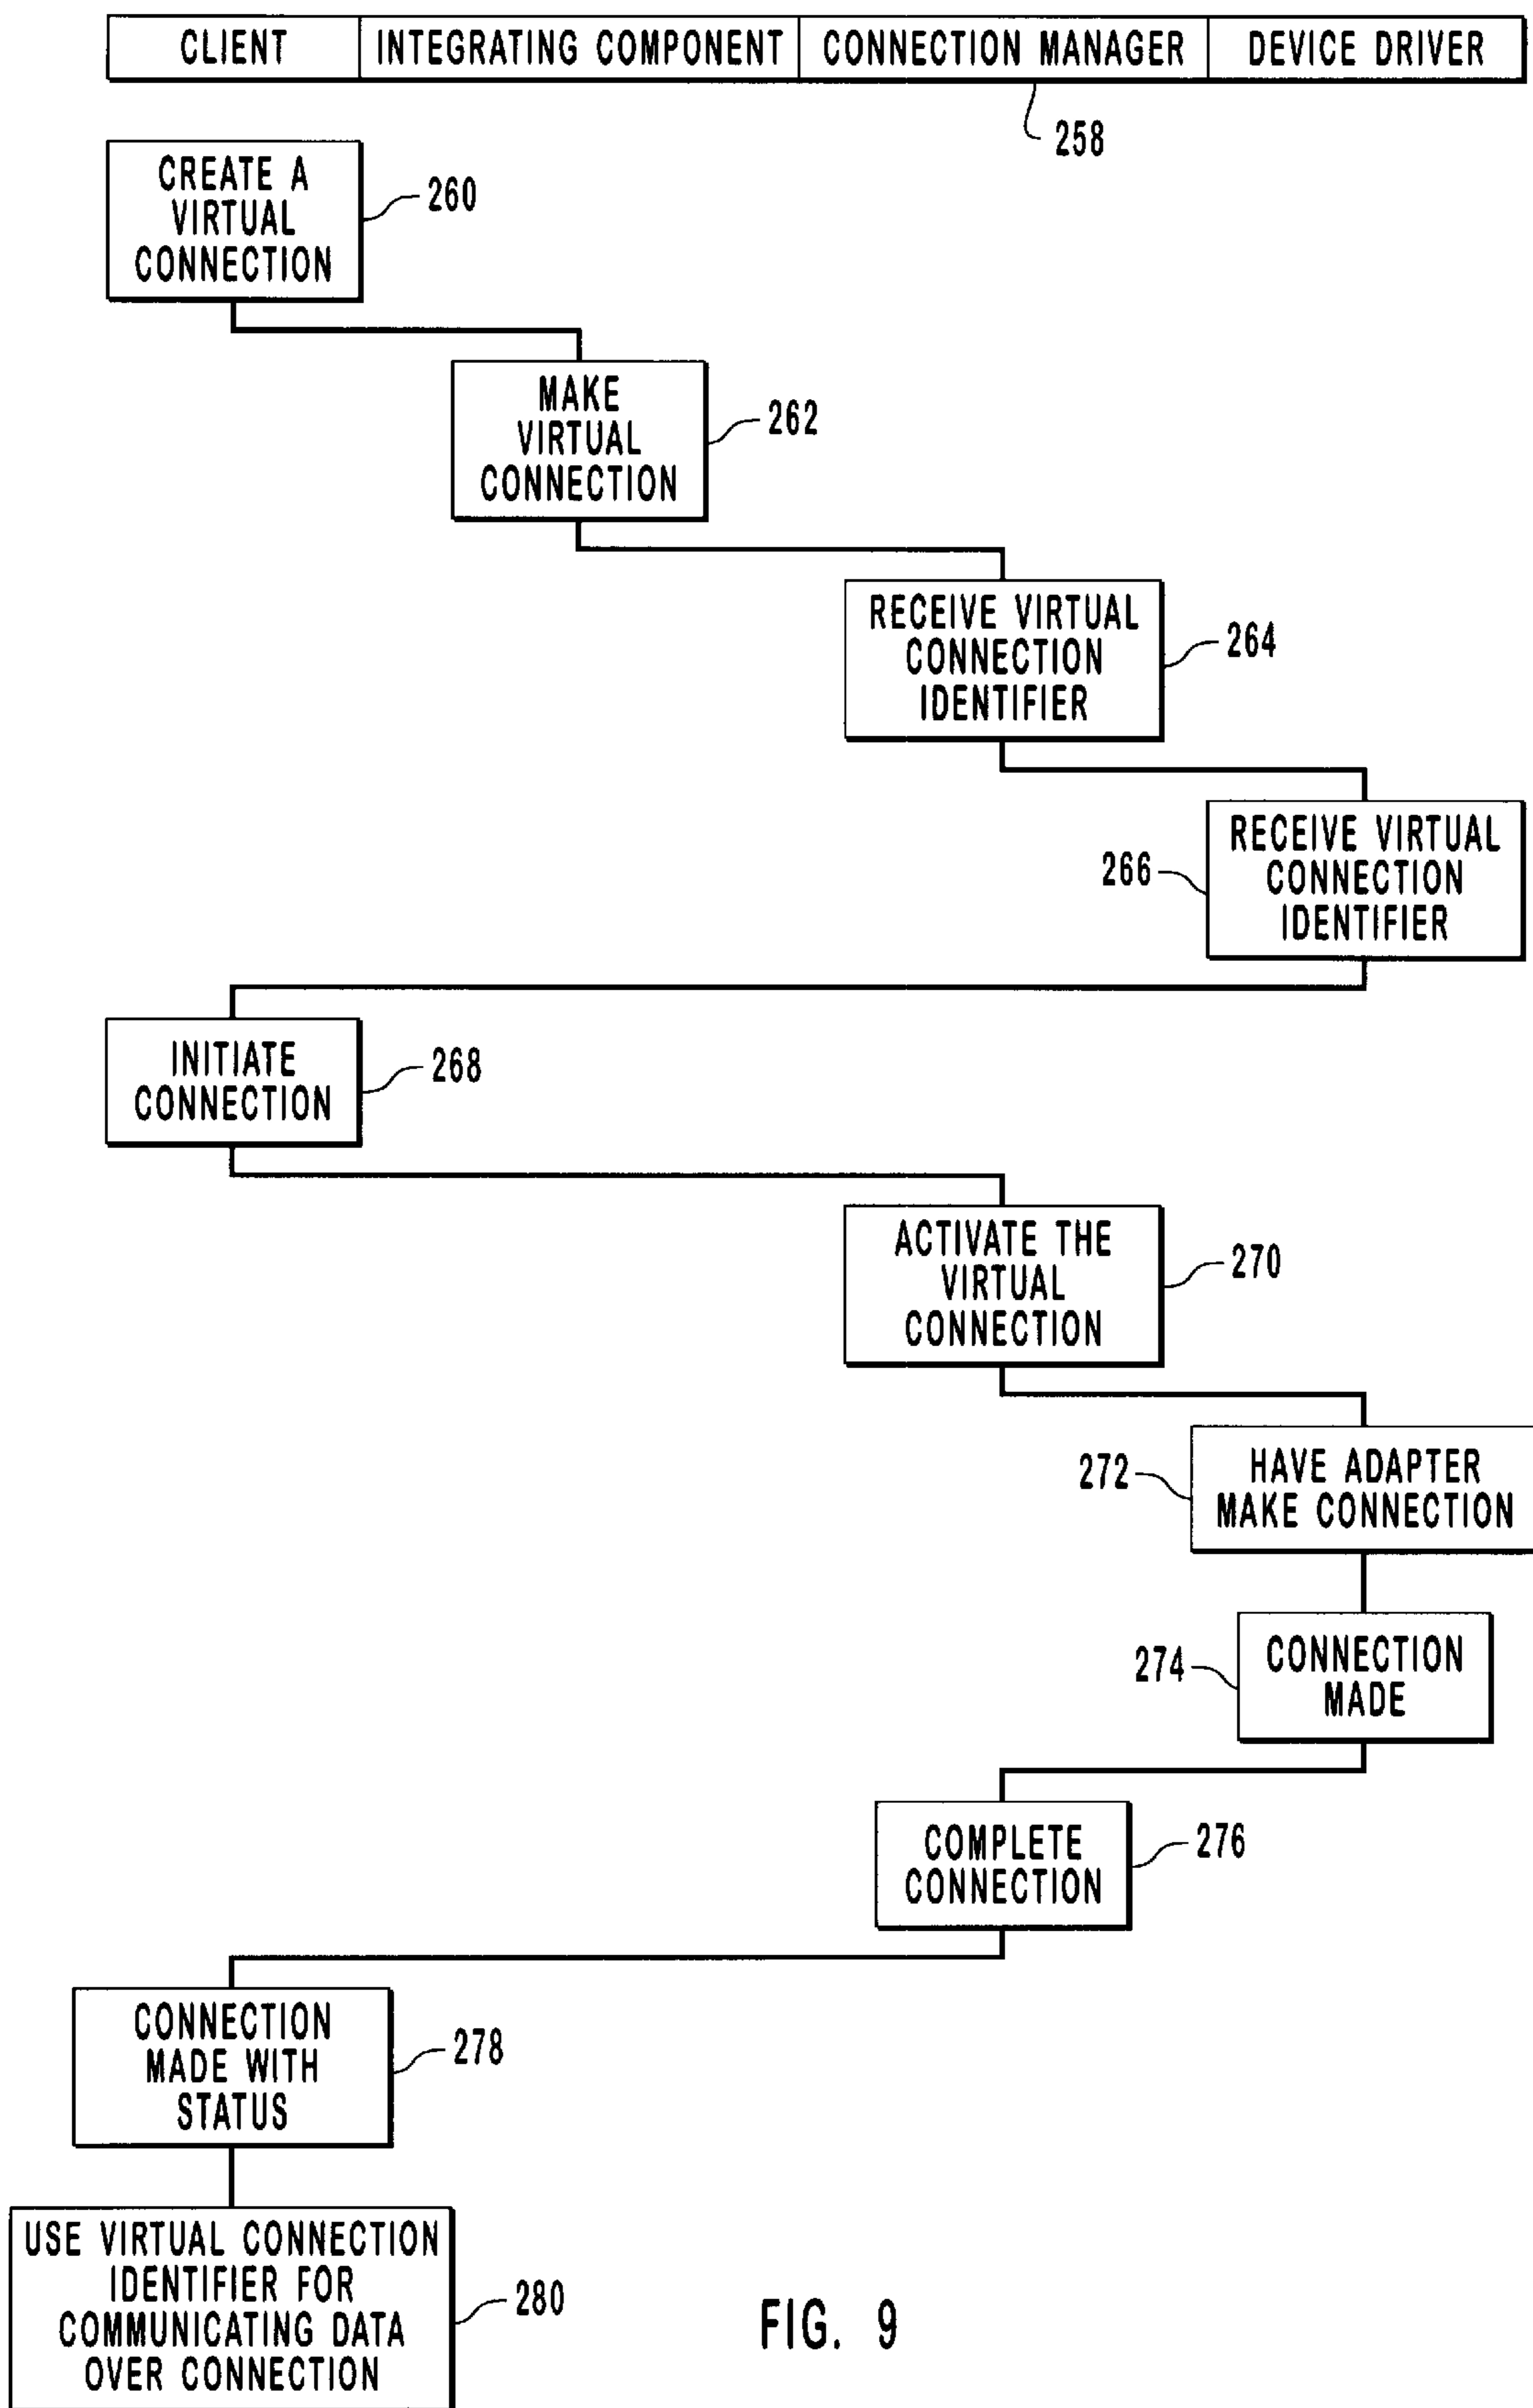 CLIENT INTEGRATING COMPONENT CONNECTION MANAGER DEVICE DRIVER
258
CREATE A
VIRTUAL
CONNECTION
260
MAKE
VIRTUAL
CONNECTION
262
RECEIVE VIRTUAL
CONNECTION
IDENTIFIER
264
RECEIVE VIRTUAL
CONNECTION
IDENTIFIER
266
INITIATE
CONNECTION
268
ACTIVATE THE
VIRTUAL
CONNECTION
270
HAVE ADAPTER
MAKE CONNECTION
272
CONNECTION
MADE
274
COMPLETE
CONNECTION
276
CONNECTION
MADE WITH
STATUS
278
USE VIRTUAL CONNECTION
IDENTIFIER FOR
COMMUNICATING DATA
OVER CONNECTION
280
FIG. 9